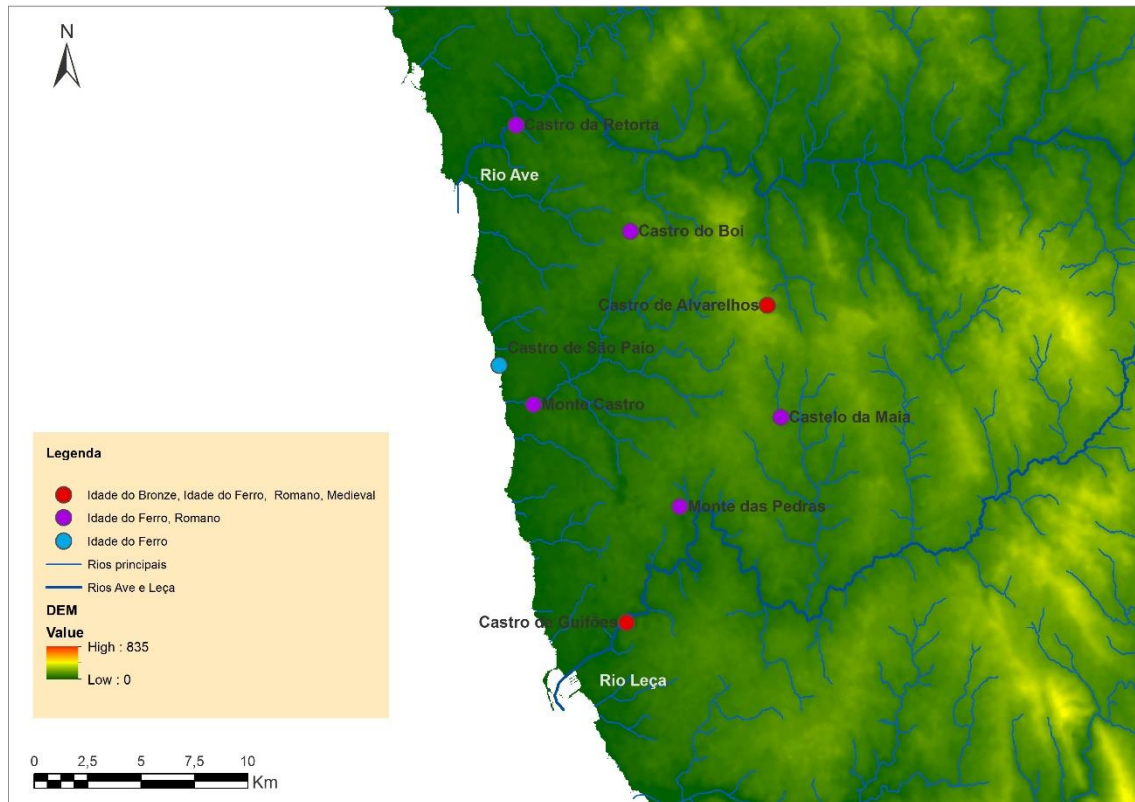 N
Castro da Retorta
Rio Ave
Castro do Boi
Castro de Alvarelhos
Castro de São Paio
Monte Castro
Castelo da Maia
Monte das Pedras
Castro de Guifões
Rio Leça
Legenda
Idade do Bronze, Idade do Ferro, Romano, Medieval
Idade do Ferro, Romano
Idade do Ferro
Rios principais
Rios Ave e Leça
DEM
Value
High : 835
Low : 0
0 2,5 5 7,5 10
Km